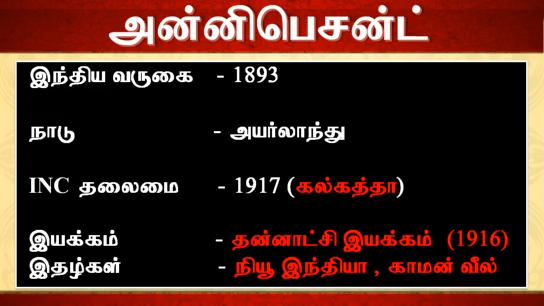 அன்னிபெசன்ட்
இந்திய வருகை - 1893
நாடு - அயர்லாந்து
INC தலைமை - 1917 (கல்கத்தா)
இயக்கம் - தன்னாட்சி இயக்கம் (1916)
இதழ்கள் - நியூ இந்தியா , காமன் வீல்